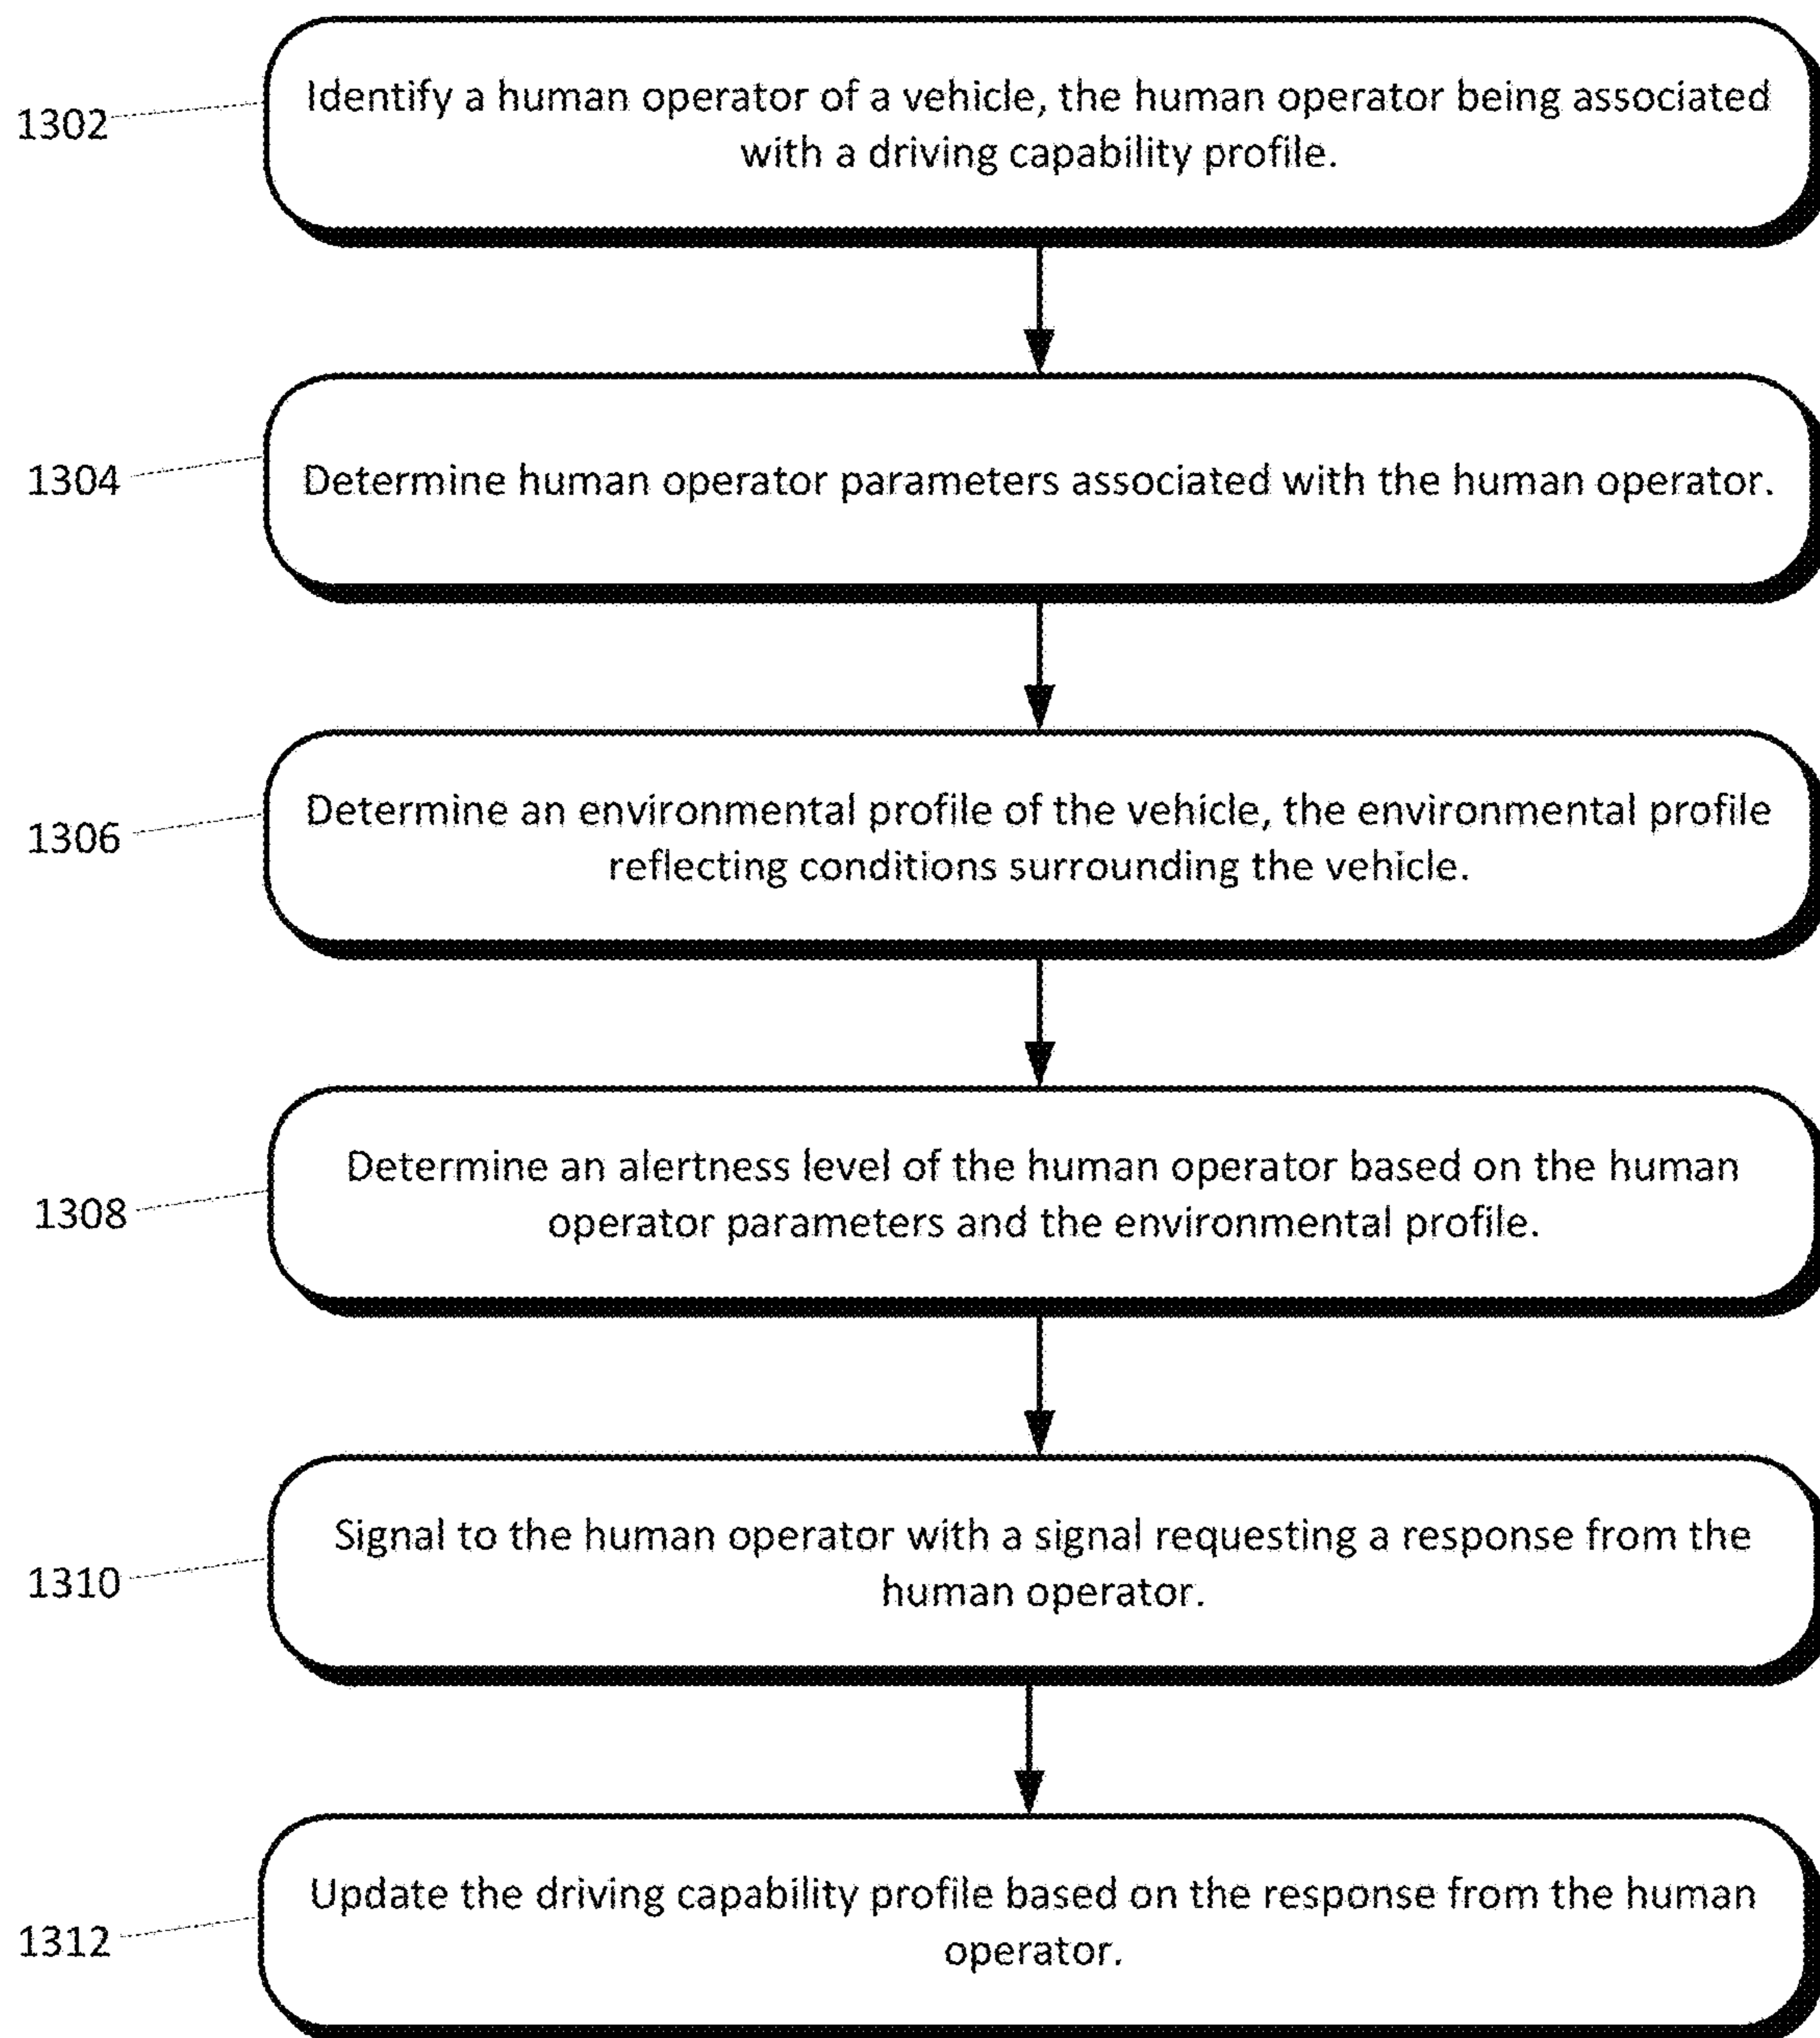 1302
Identify a human operator of a vehicle, the human operator being associated
with a driving capability profile.
1304
Determine human operator parameters associated with the human operator.
1306
Determine an environmental profile of the vehicle, the environmental profile
reflecting conditions surrounding the vehicle.
1308
Determine an alertness level of the human operator based on the human
operator parameters and the environmental profile.
1310
Signal to the human operator with a signal requesting a response from the
human operator.
1312
Update the driving capability profile based on the response from the human
operator.